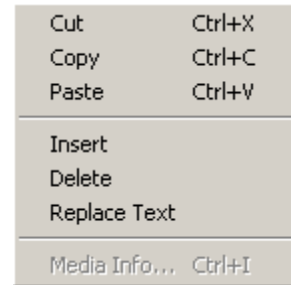 Cut Ctrl+X
Copy Ctrl+C
Paste Ctrl+V
Insert
Delete
Replace Text
Media Info... Ctrl+I